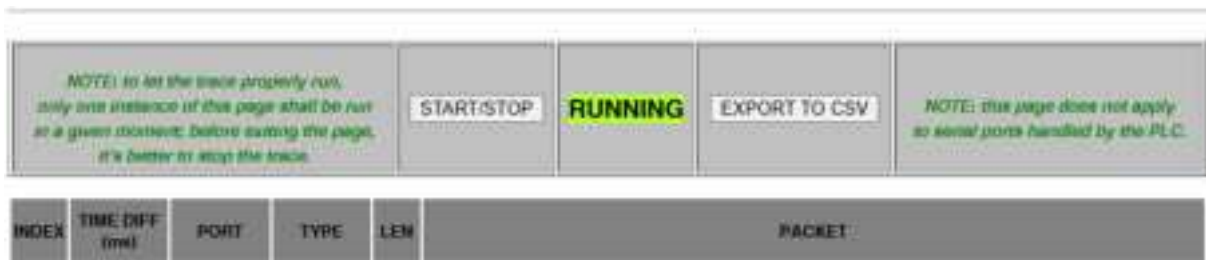 NOTE: to let the trace properly run,
only one instance of this page shall be run
in a given moment; before exiting the page,
it's better to stop the trace.
START/STOP
RUNNING
EXPORT TO CSV
NOTE: this page does not apply
to serial ports handled by the PLC.
INDEX
TIME DIFF
(ms)
PORT
TYPE
LEN
PACKET